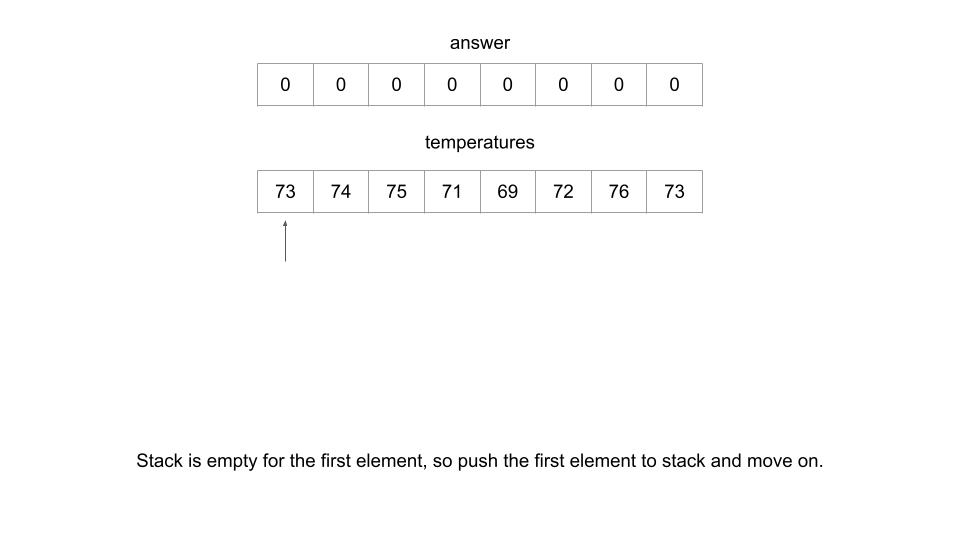 answer
0 0 0 0 0 0 0 0
temperatures
73 74 75 71 69 72 76 73
Stack is empty for the first element, so push the first element to stack and move on.